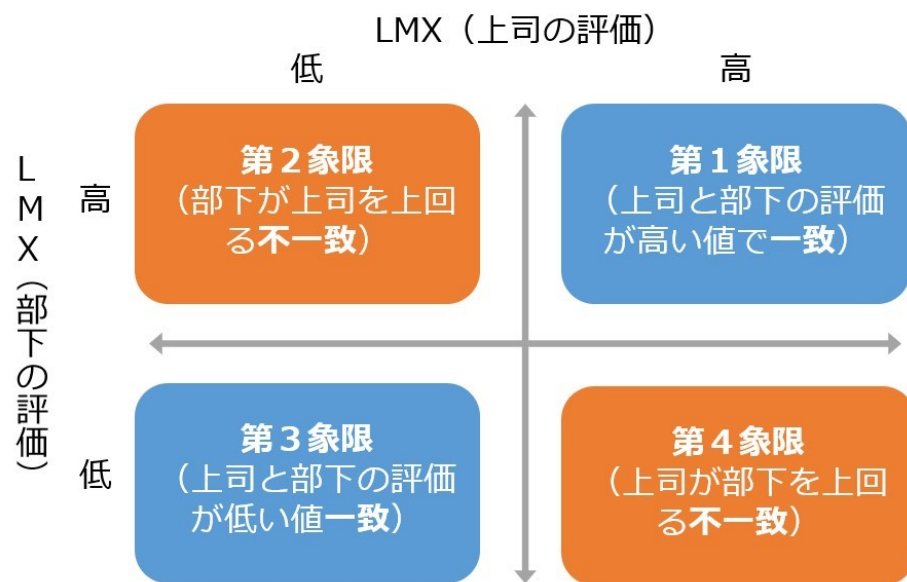 LMX（上司の評価）
低
高
LMX（部下の評価）
高
第２象限
（部下が上司を上回
る不一致）
第１象限
（上司と部下の評価
が高い値で一致）
低
第３象限
（上司と部下の評価
が低い値一致）
第４象限
（上司が部下を上回
る不一致）